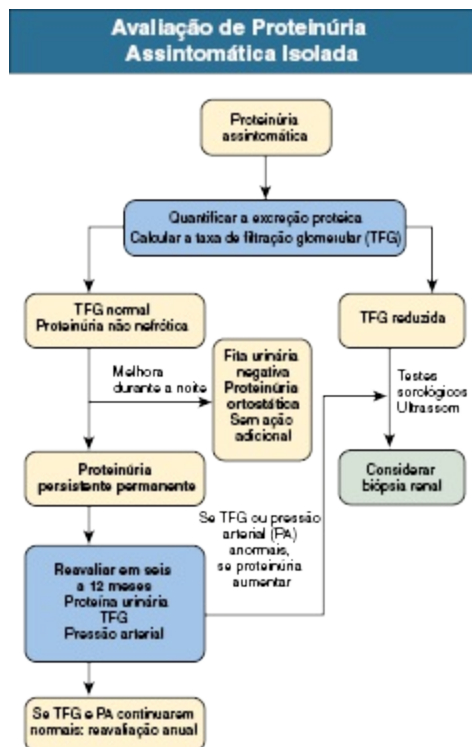 Avaliação de Proteinúria
Assintomática Isolada
Proteinúria
assintomática
Quantificar a excreção proteica
Calcular a taxa de filtração glomerular (TFG)
TFG normal
Proteinúria não nefrótica
TFG reduzida
Melhora
durante a noite
Fita urinária
negativa
Proteinúria
ortostática
Sem ação
adicional
Testes
sorológicos
Ultrassom
Proteinúria
persistente permanente
Considerar
biópsia renal
Se TFG ou pressão
arterial (PA)
anormais,
se proteinúria
aumentar
Reavaliar em seis
a 12 meses
Proteína urinária
TFG
Pressão arterial
Se TFG e PA continuarem
normais: reavaliação anual